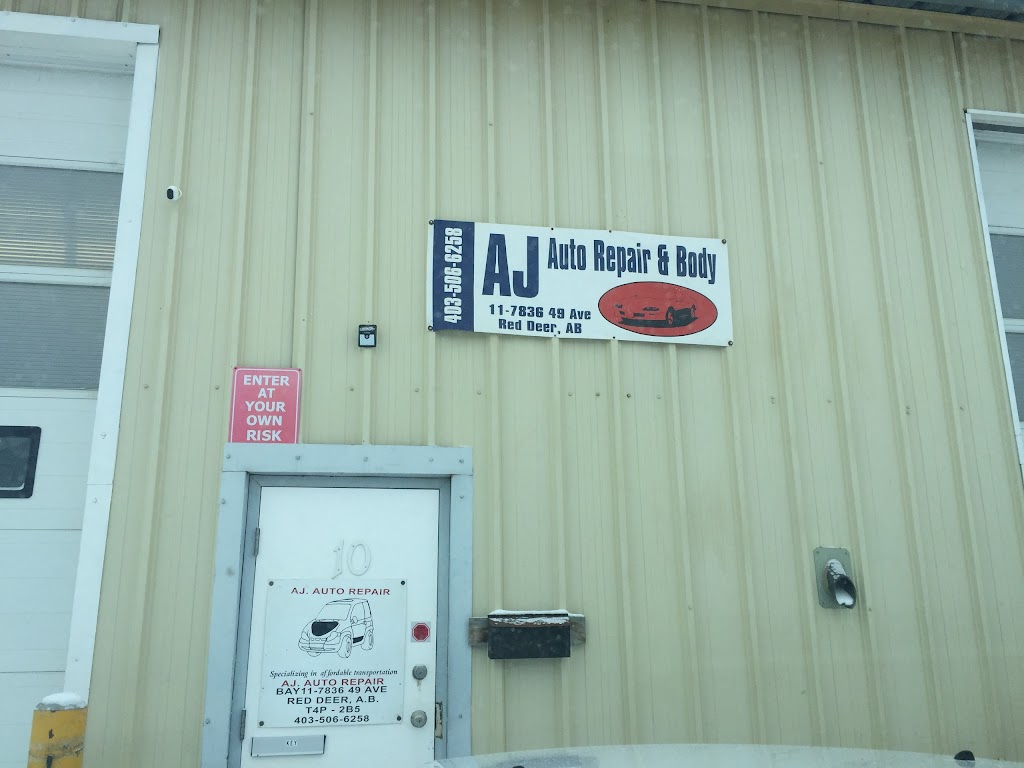 403-506-6258
AJ Auto Repair & Body
11-7836 49 Ave
Red Deer, AB
ENTER
AT
YOUR
OWN
RISK
10
AJ. AUTO REPAIR
Specializing in affordable transportation
AJ. AUTO REPAIR
BAY11-7836 49 AVE
RED DEER, A.B.
T4P - 2B5
403-506-6258
KEY